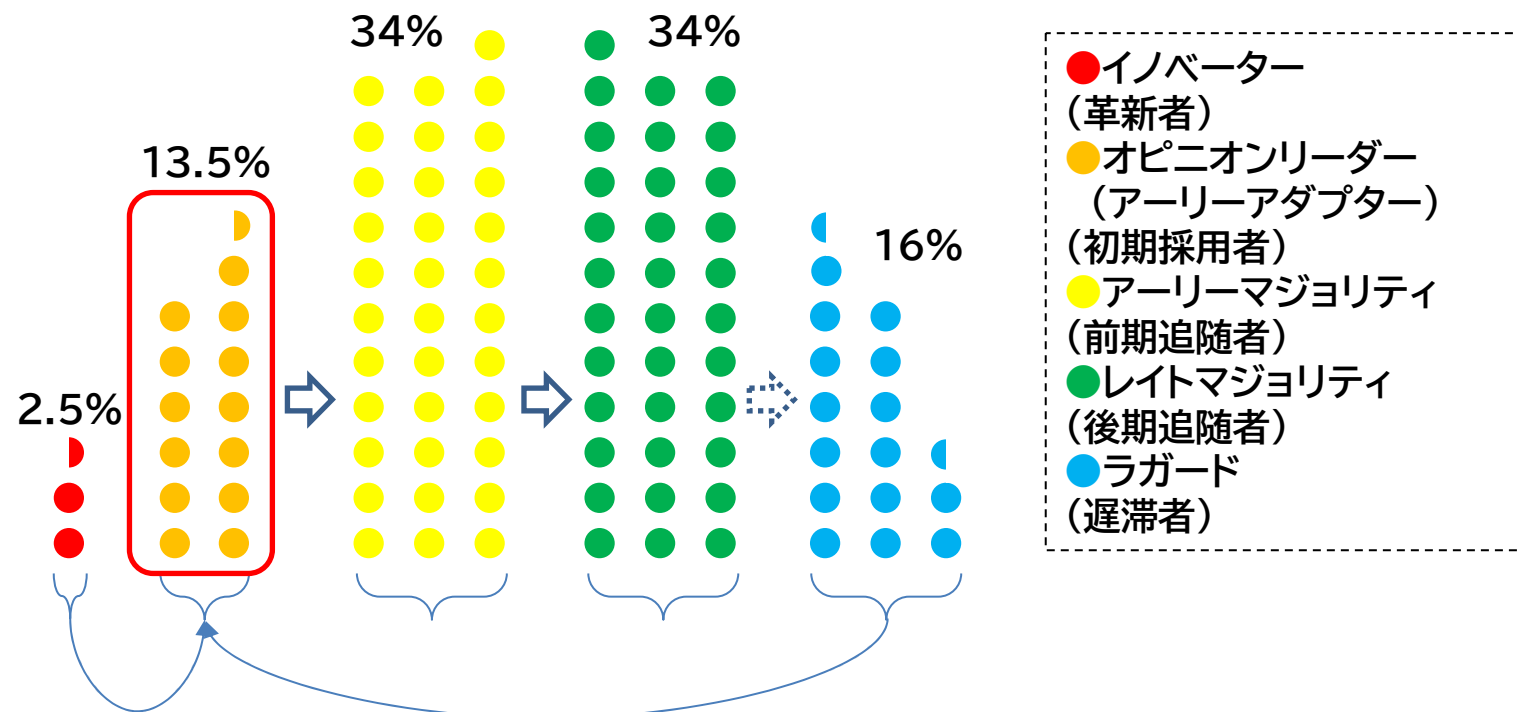 34%
34%
13.5%
16%
2.5%
●イノベーター
(革新者)
●オピニオンリーダー
(アーリーアダプター)
(初期採用者)
●アーリーマジョリティ
(前期追随者)
●レイトマジョリティ
(後期追随者)
●ラガード
(遅滞者)